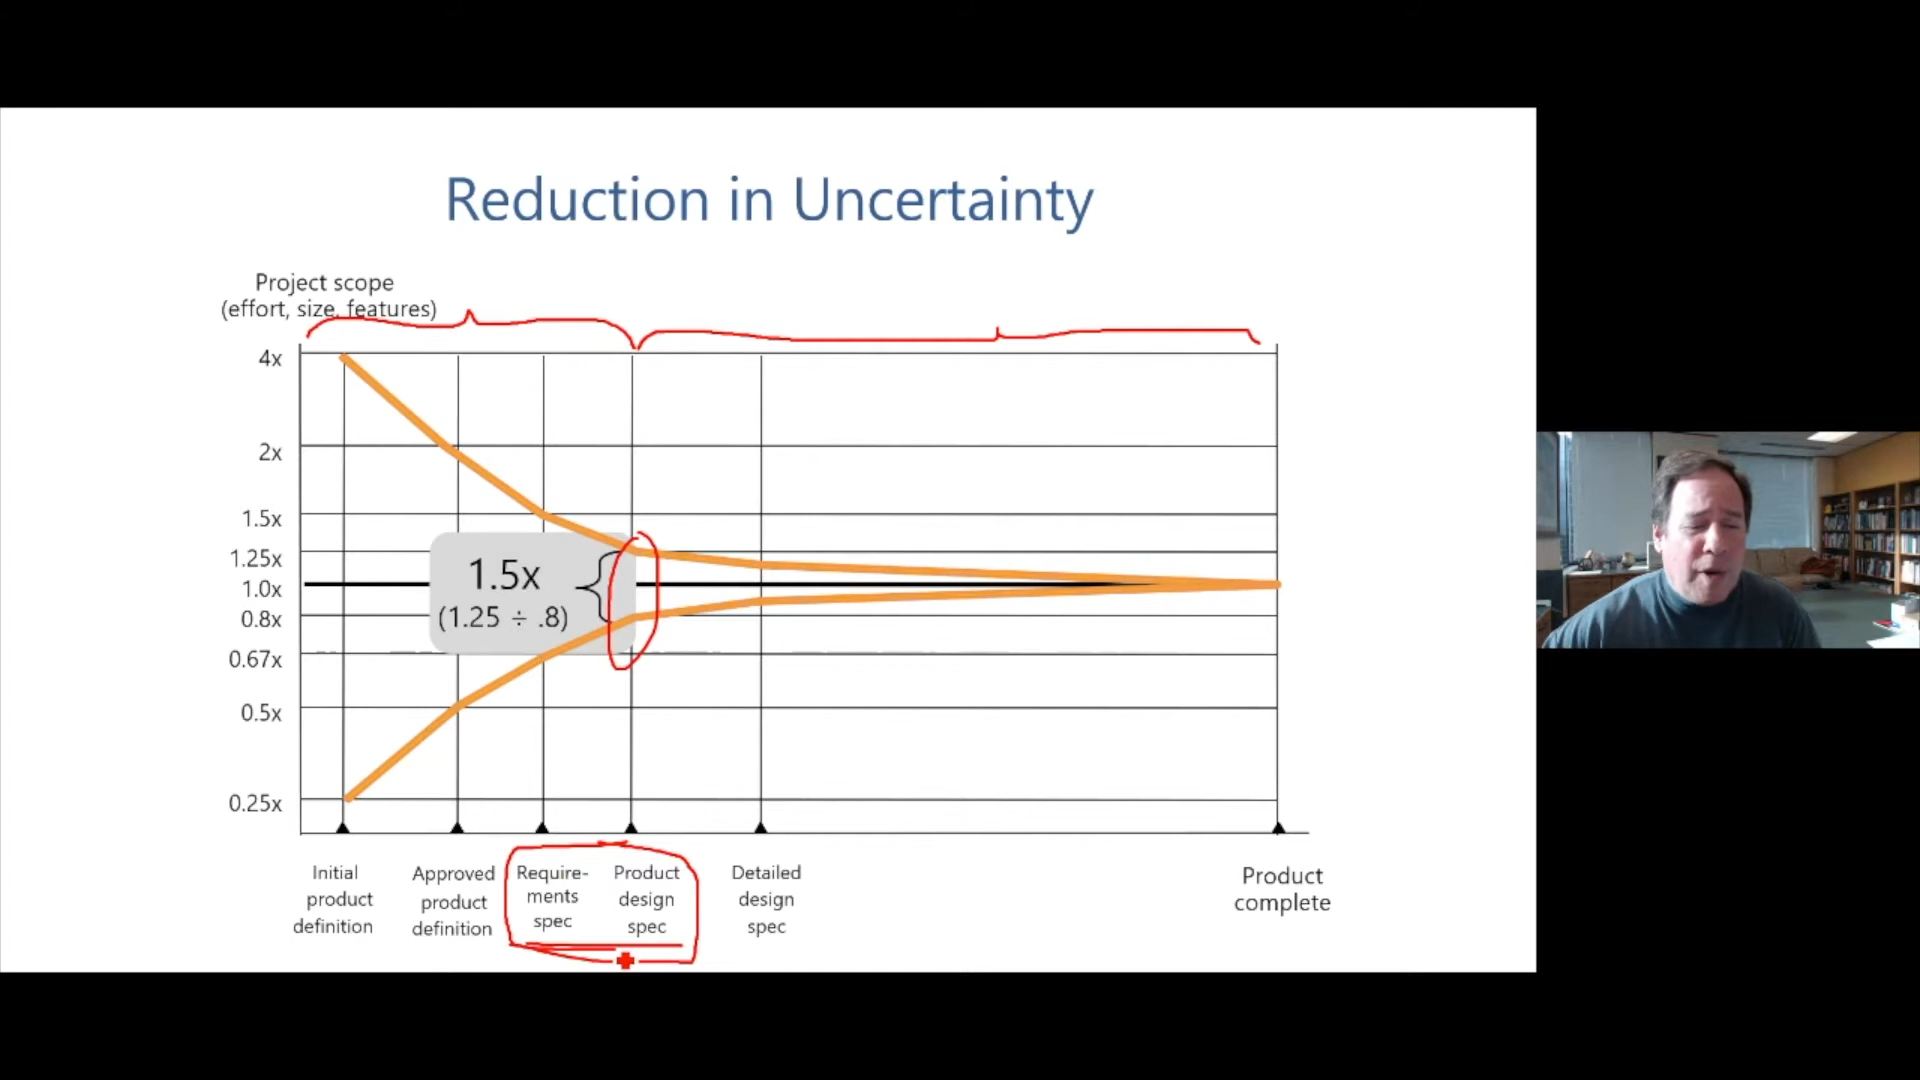 Reduction in Uncertainty
Project scope
(effort, size, features)
4x
2x
1.5x
1.25x
1.0x
0.8x
0.67x
0.5x
0.25x
1.5x
(1.25 ÷ .8)
Initial
product
definition
Approved
product
definition
Require-
ments
spec
Product
design
spec
Detailed
design
spec
Product
complete